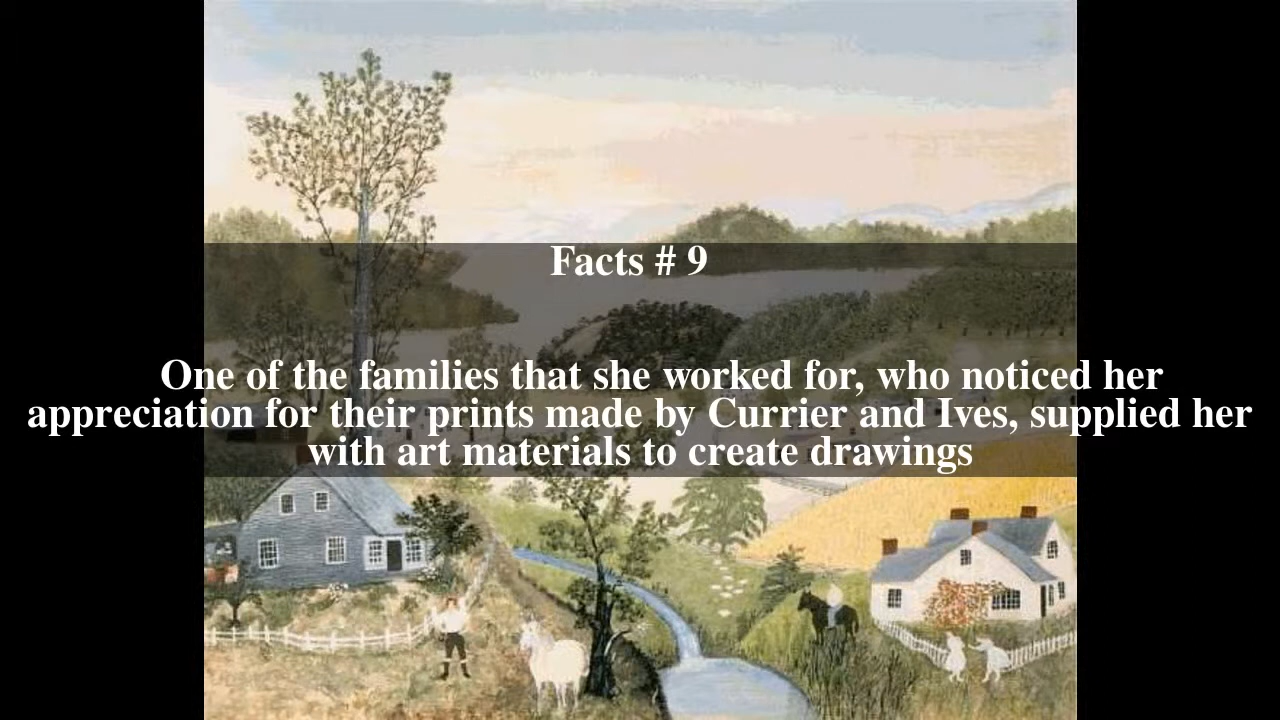 Facts # 9
One of the families that she worked for, who noticed her
appreciation for their prints made by Currier and Ives, supplied her
with art materials to create drawings